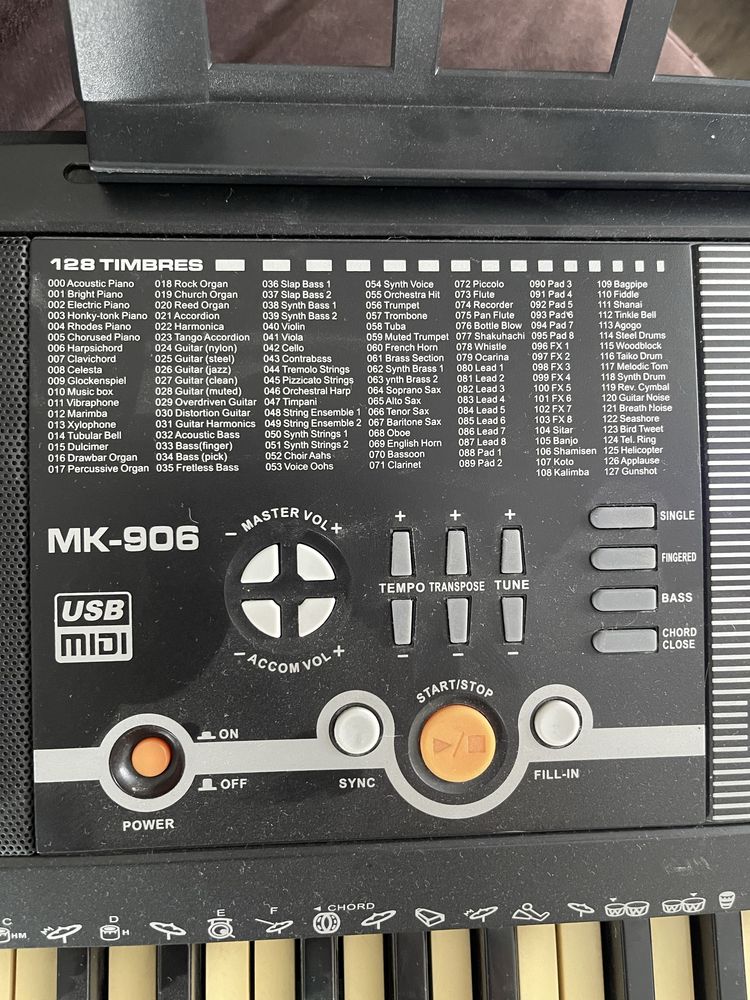 128 TIMBRES
000 Acoustic Piano
001 Bright Piano
002 Electric Piano
003 Honky-tonk Piano
004 Rhodes Piano
005 Chorused Piano
006 Harpsichord
007 Clavichord
008 Celesta
009 Glockenspiel
010 Music box
011 Vibraphone
012 Marimba
013 Xylophone
014 Tubular Bell
015 Dulcimer
016 Drawbar Organ
017 Percussive Organ
018 Rock Organ
019 Church Organ
020 Reed Organ
021 Accordion
022 Harmonica
023 Tango Accordion
024 Guitar (nylon)
025 Guitar (steel)
026 Guitar (jazz)
027 Guitar (clean)
028 Guitar (muted)
029 Overdriven Guitar
030 Distortion Guitar
031 Guitar Harmonics
032 Acoustic Bass
033 Bass(finger)
034 Bass (pick)
035 Fretless Bass
036 Slap Bass 1
037 Slap Bass 2
038 Synth Bass 1
039 Synth Bass 2
040 Violin
041 Viola
042 Cello
043 Contrabsss
044 Tremolo Strings
045 Pizzicato Strings
046 Orchestral Harp
047 Timpani
048 String Ensemble 1
049 String Ensemble 2
050 Synth Strings 1
051 Synth Strings 2
052 Choir Aahs
053 Voice Oohs
054 Synth Voice
055 Orchestra Hit
056 Trumpet
057 Trombone
058 Tuba
059 Muted Trumpet
060 French Horn
061 Brass Section
062 Synth Brass 1
063 ynth Brass 2
064 Soprano Sax
065 Alto Sax
066 Tenor Sax
067 Baritone Sax
068 Oboe
069 English Horn
070 Bassoon
071 Clarinet
072 Piccolo
073 Flute
074 Recorder
075 Pan Flute
076 Bottle Blow
077 Shakuhachi
078 Whistle
079 Ocarina
080 Lead 1
081 Lead 2
082 Lead 3
083 Lead 4
084 Lead 5
085 Lead 6
086 Lead 7
087 Lead 8
088 Pad 1
089 Pad 2
090 Pad 3
091 Pad 4
092 Pad 5
093 Pad 6
094 Pad 7
095 Pad 8
096 FX 1
097 FX 2
098 FX 3
099 FX 4
100 FX 5
101 FX 6
102 FX 7
103 FX 8
104 Sitar
105 Banjo
106 Shamisen
107 Koto
108 Kalimba
109 Bagpipe
110 Fiddle
111 Shanai
112 Tinkle Bell
113 Agogo
114 Steel Drums
115 Woodblock
116 Taiko Drum
117 Melodic Tom
118 Synth Drum
119 Rev. Cymbal
120 Guitar Noise
121 Breath Noise
122 Seashore
123 Bird Tweet
124 Tel. Ring
125 Helicopter
126 Applause
127 Gunshot
MK-906
USB
MIDI
− MASTER VOL +
− ACCOM VOL +
+ + +
TEMPO TRANSPOSE TUNE
− − −
SINGLE
FINGERED
BASS
CHORD
CLOSE
ON
OFF
POWER
SYNC
START/STOP
FILL-IN
C D E F CHORD
HM H